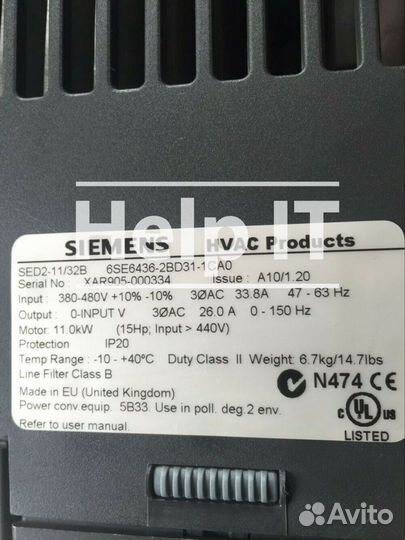 Help IT
SIEMENS HVAC Products
SED2-11/32B 6SE6436-2BD31-1CA0
Serial No : XAR905-000334 Issue : A10/1.20
Input : 380-480V +10% -10% 3ØAC 33.8A 47 - 63 Hz
Output : 0-INPUT V 3ØAC 26.0 A 0 - 150 Hz
Motor: 11.0kW (15Hp; Input > 440V)
Protection IP20
Temp Range : -10 - +40°C Duty Class II Weight: 6.7kg/14.7lbs
Line Filter Class B
N474 CE
Made in EU (United Kingdom)
Power conv.equip. 5B33. Use in poll. deg.2 env.
Refer to user manual.
C UL US
LISTED
Avito